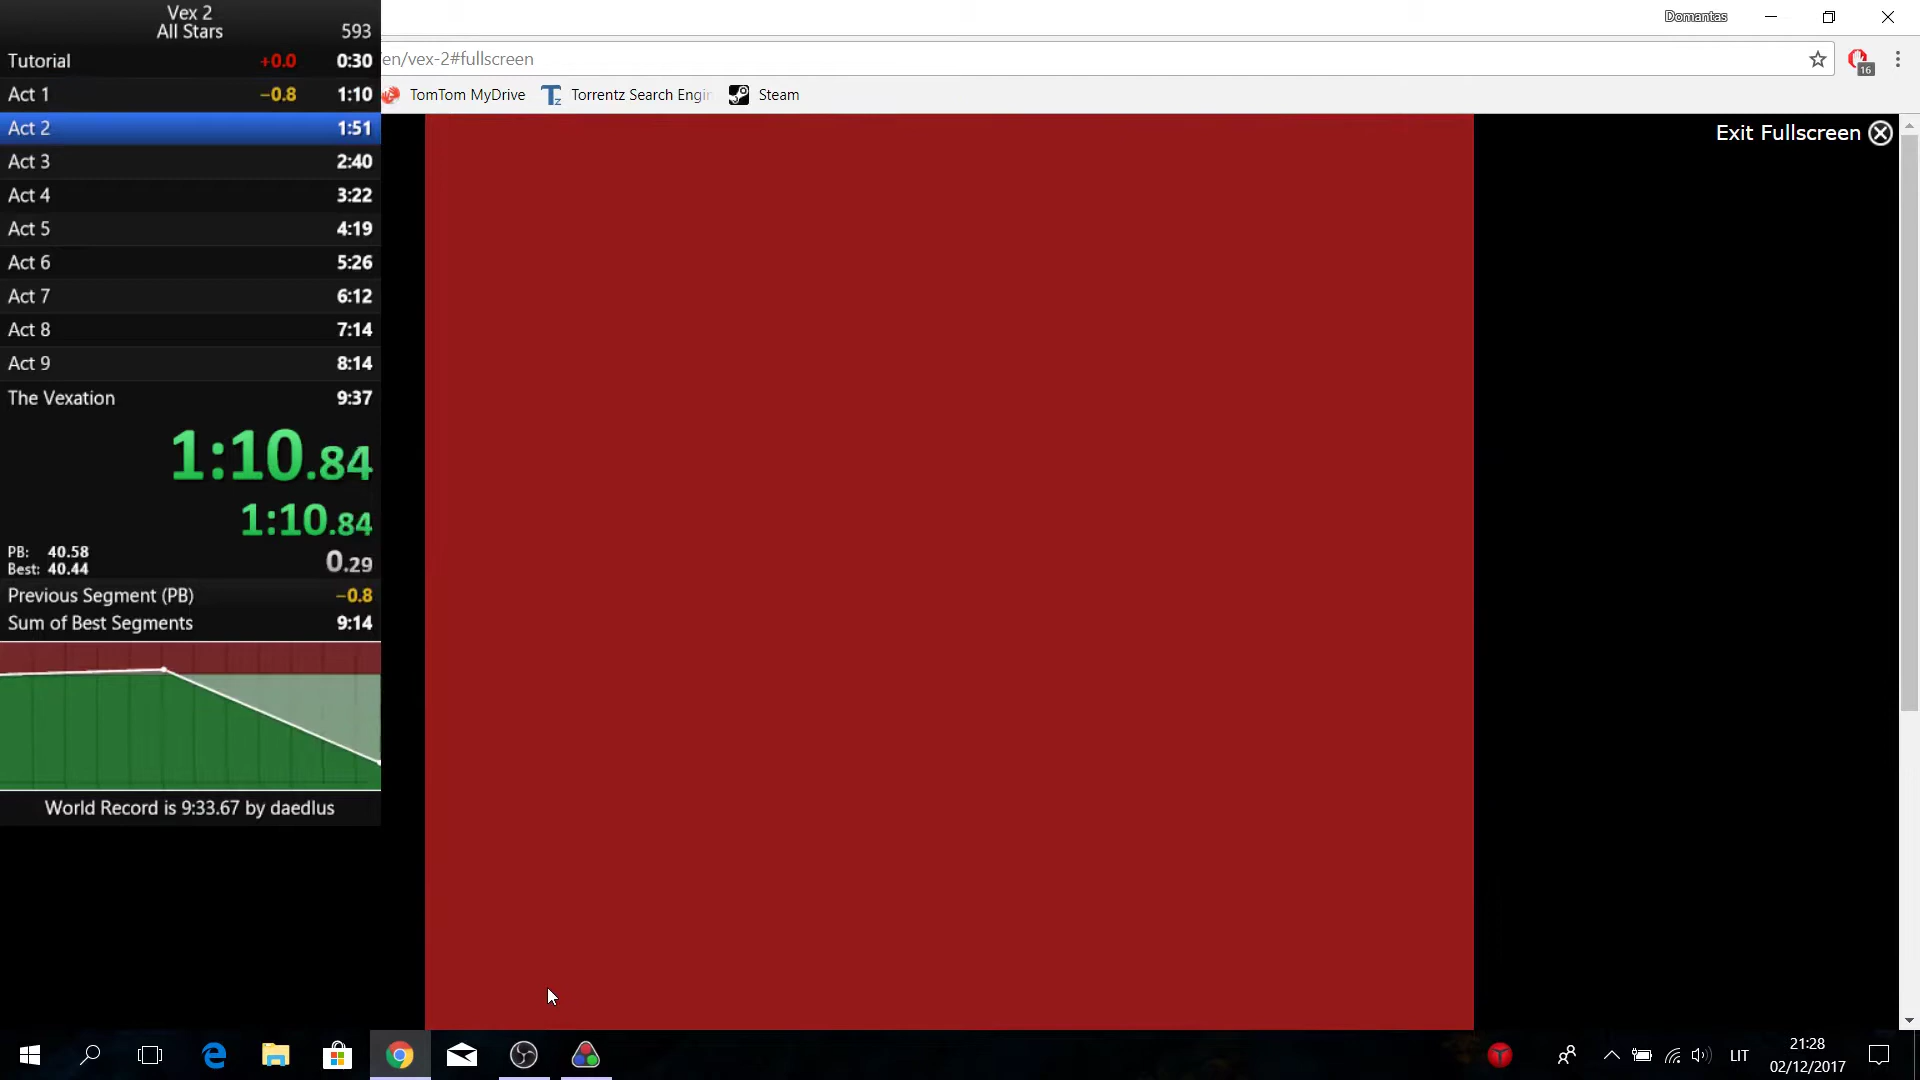 Vex 2
All Stars
593
Tutorial +0.0 0:30
Act 1 −0.8 1:10
Act 2 1:51
Act 3 2:40
Act 4 3:22
Act 5 4:19
Act 6 5:26
Act 7 6:12
Act 8 7:14
Act 9 8:14
The Vexation 9:37
1:10.84
1:10.84
PB: 40.58
Best: 40.44
0.29
Previous Segment (PB) −0.8
Sum of Best Segments 9:14
World Record is 9:33.67 by daedlus
Domantas
en/vex-2#fullscreen
16
TomTom MyDrive
Tz
Torrentz Search Engin
Steam
Exit Fullscreen
LIT
21:28
02/12/2017